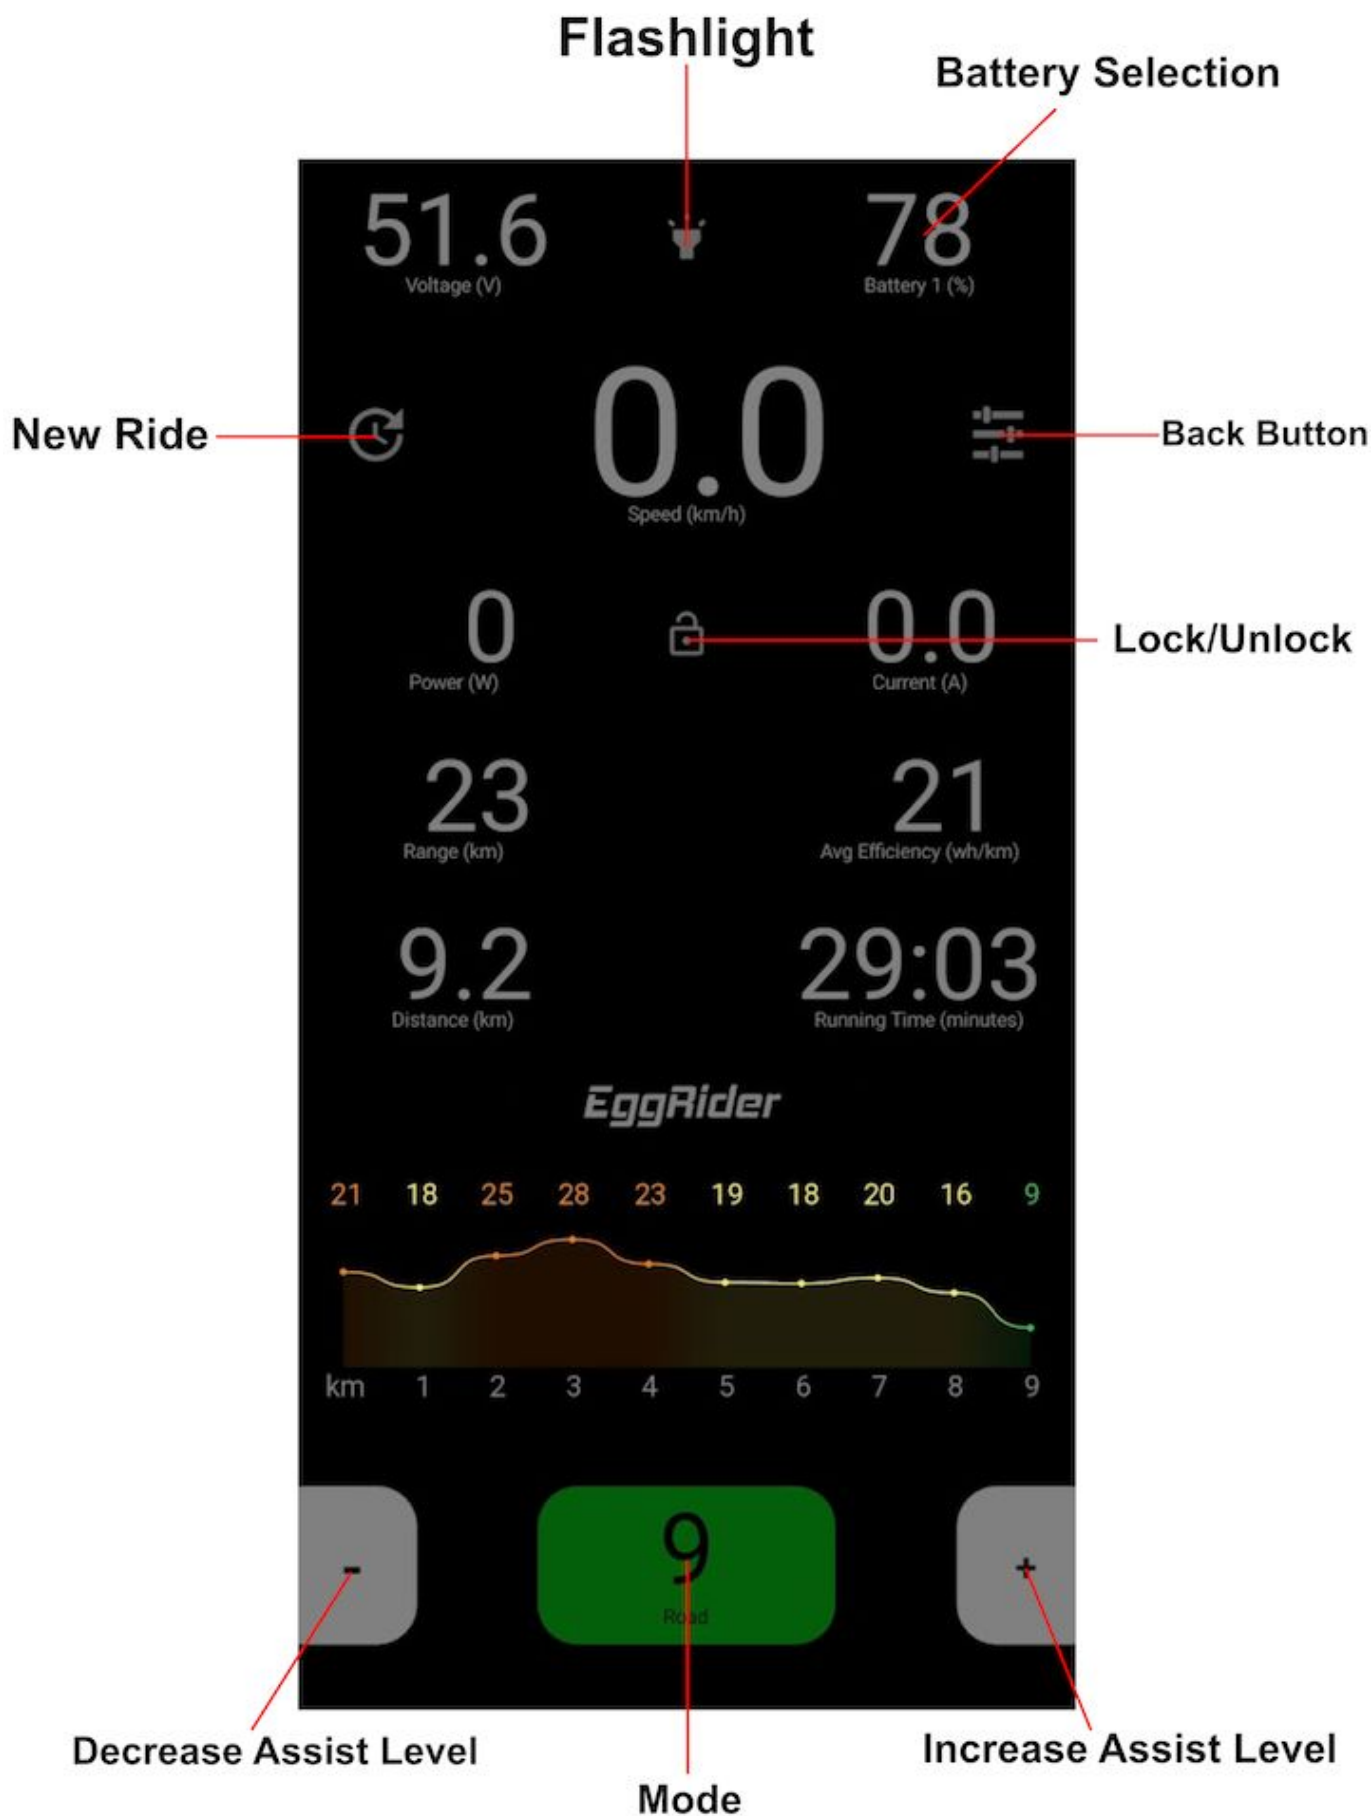 Flashlight
Battery Selection
51.6
78
Voltage (V)
Battery 1 (%)
0.0
New Ride
Back Button
Speed (km/h)
0
0.0
Lock/Unlock
Power (W)
Current (A)
23
21
Range (km)
Avg Efficiency (wh/km)
9.2
29:03
Distance (km)
Running Time (minutes)
EggRider
21 18 25 28 23 19 18 20 16 9
km 1 2 3 4 5 6 7 8 9
-
9
+
Road
Decrease Assist Level
Increase Assist Level
Mode